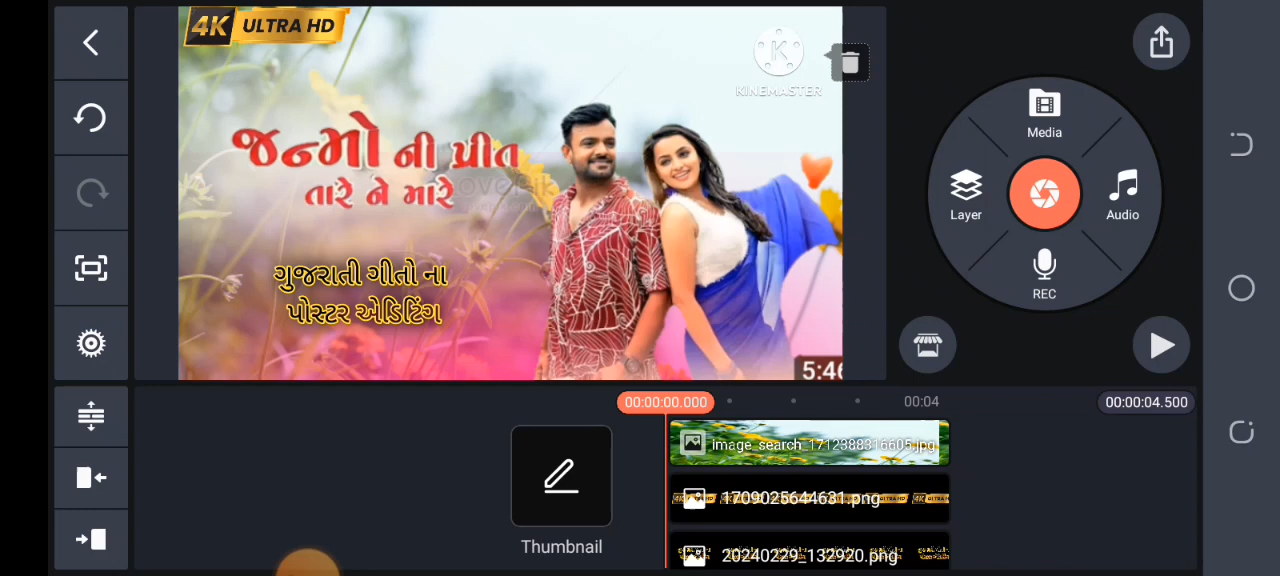 4K ULTRA HD
KINEMASTER
જન્મો ની પ્રીત
તારે ને મારે
ગુજરાતી ગીતો ના
પોસ્ટર એડિટિંગ
5:46
Media
Layer
Audio
REC
00:00:00.000
00:04
00:00:04.500
image_search_1712388316605.jpg
1709025644631.png
20240229_132920.png
Thumbnail